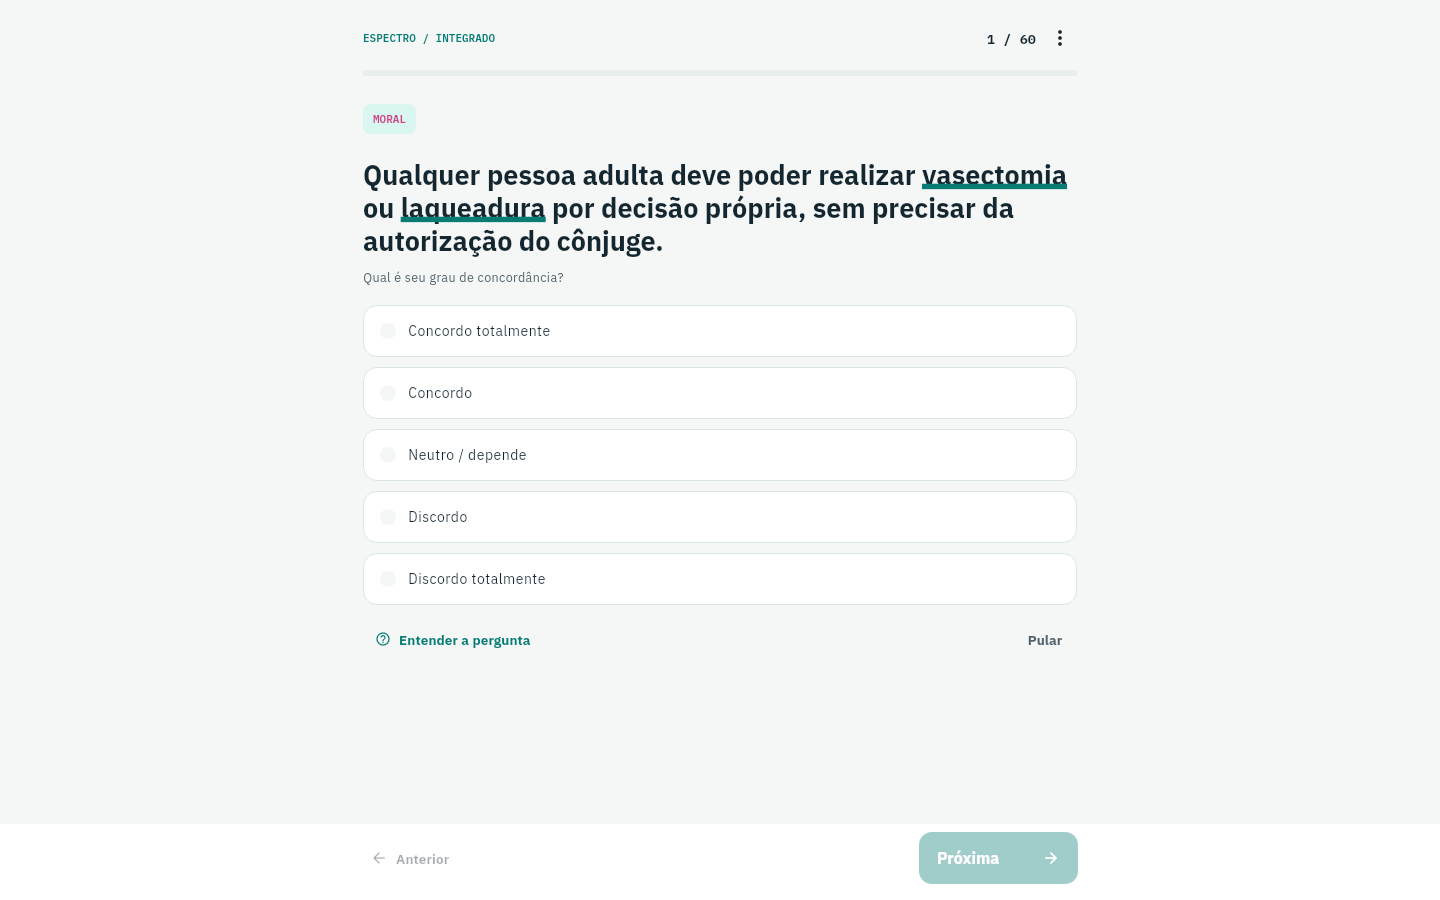 ESPECTRO / INTEGRADO
1 / 60
MORAL
Qualquer pessoa adulta deve poder realizar vasectomia
ou laqueadura por decisão própria, sem precisar da
autorização do cônjuge.
Qual é seu grau de concordância?
Concordo totalmente
Concordo
Neutro / depende
Discordo
Discordo totalmente
Entender a pergunta
Pular
Anterior
Próxima